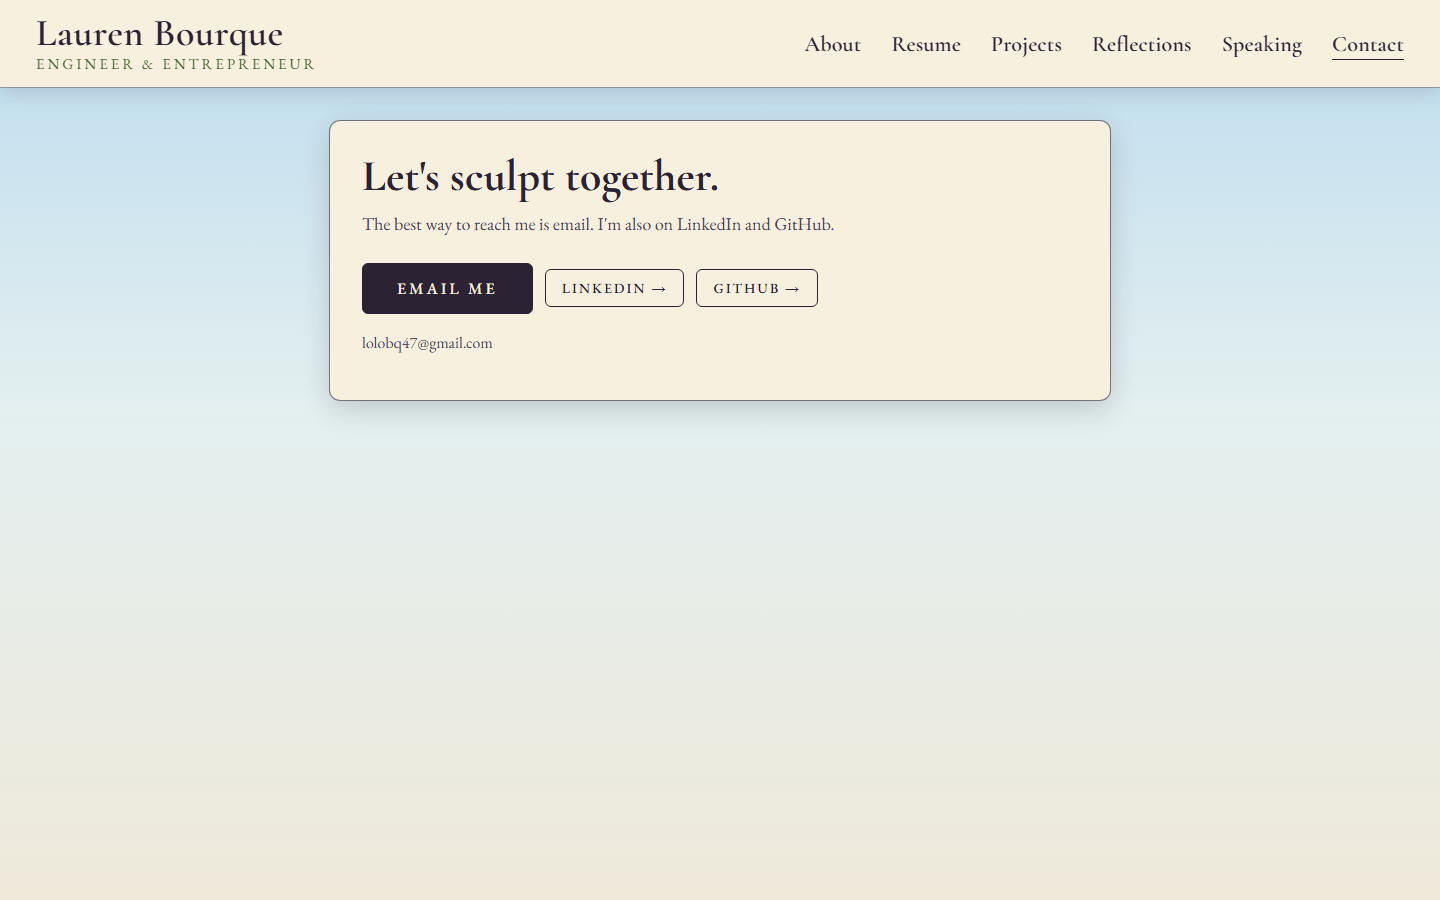 Lauren Bourque
ENGINEER & ENTREPRENEUR
About Resume Projects Reflections Speaking Contact
Let's sculpt together.
The best way to reach me is email. I'm also on LinkedIn and GitHub.
EMAIL ME LINKEDIN → GITHUB →
lolobq47@gmail.com